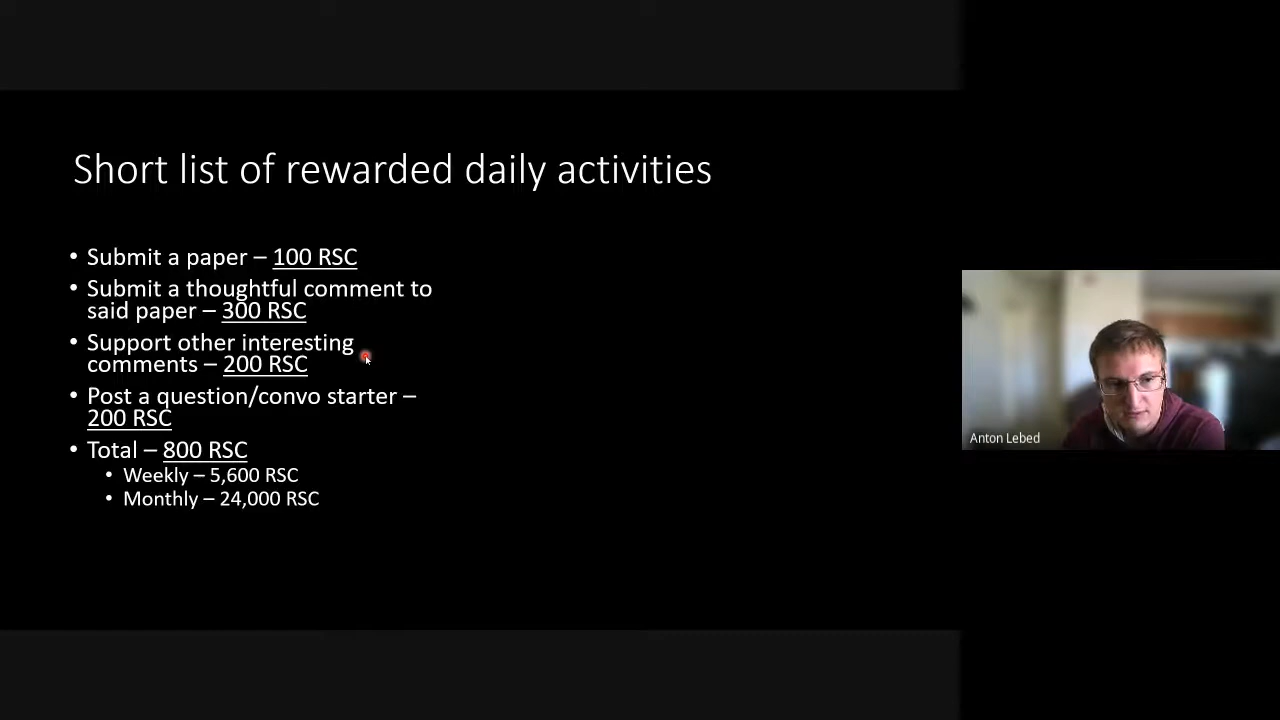 Short list of rewarded daily activities
• Submit a paper – 100 RSC
• Submit a thoughtful comment to
said paper – 300 RSC
• Support other interesting
comments – 200 RSC
• Post a question/convo starter –
200 RSC
• Total – 800 RSC
• Weekly – 5,600 RSC
• Monthly – 24,000 RSC
Anton Lebed